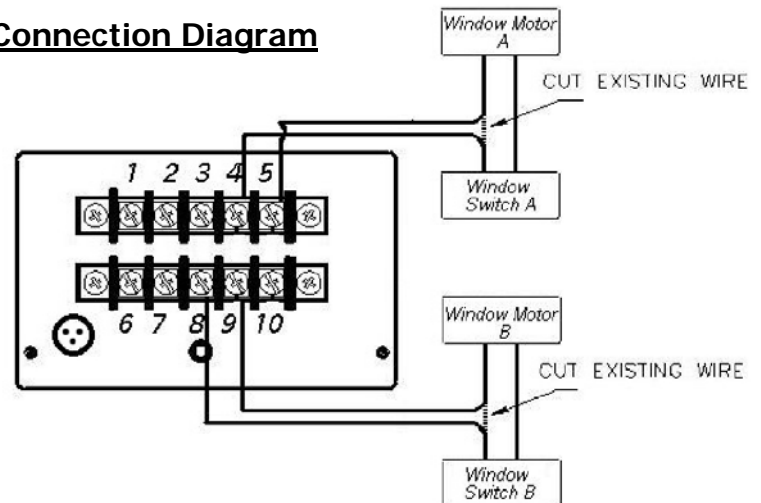 Connection Diagram
Window Motor
A
CUT EXISTING WIRE
1 2 3 4 5
Window
Switch A
6 7 8 9 10
Window Motor
B
CUT EXISTING WIRE
Window
Switch B